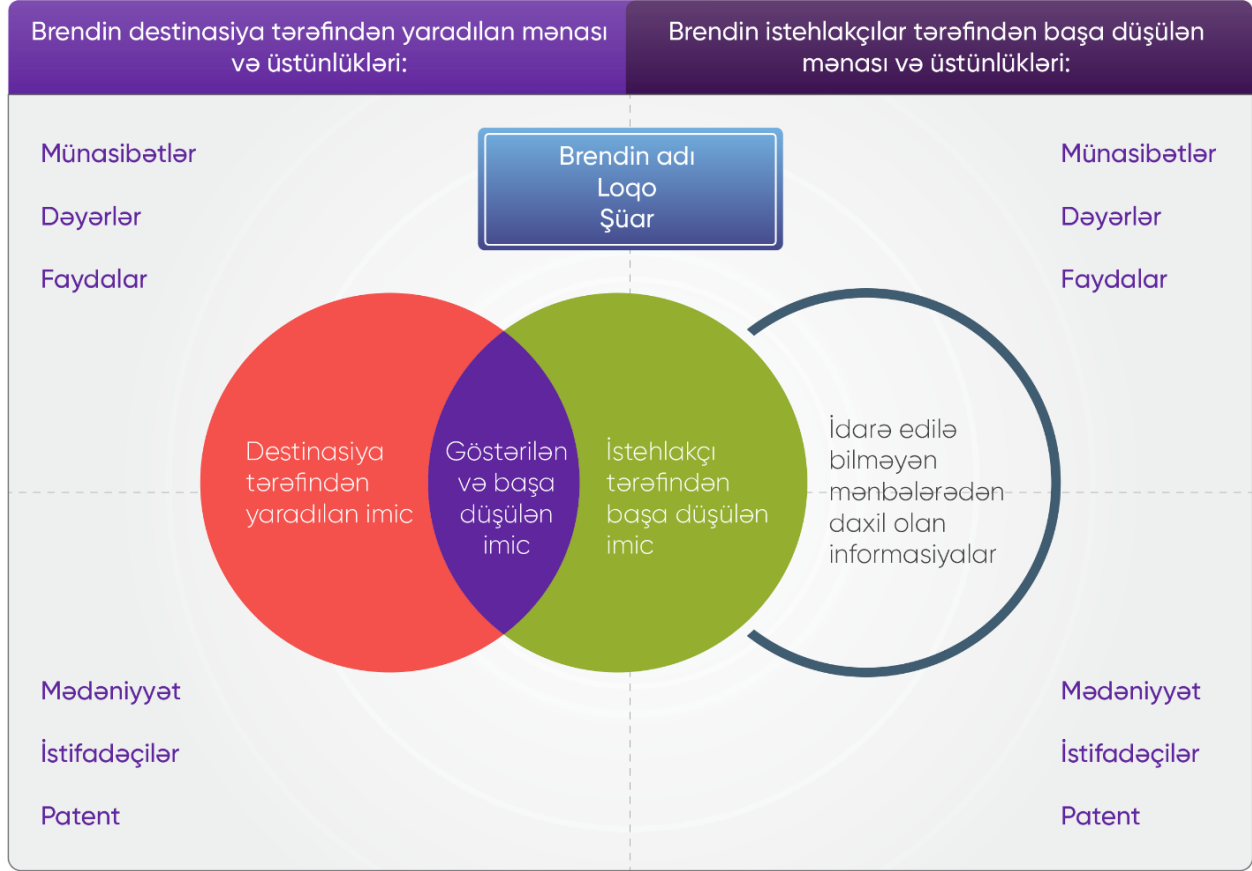 Brendin destinasiya tərəfindən yaradılan mənası
və üstünlükləri:
Brendin istehlakçılar tərəfindən başa düşülən
mənası və üstünlükləri:
Münasibətlər
Dəyərlər
Faydalar
Brendin adı
Loqo
Şüar
Münasibətlər
Dəyərlər
Faydalar
Destinasiya
tərəfindən
yaradılan imic
Göstərilən
və başa
düşülən
imic
İstehlakçı
tərəfindən
başa düşülən
imic
İdarə edilə
bilməyən
mənbələrədən
daxil olan
informasiyalar
Mədəniyyət
İstifadəçilər
Patent
Mədəniyyət
İstifadəçilər
Patent